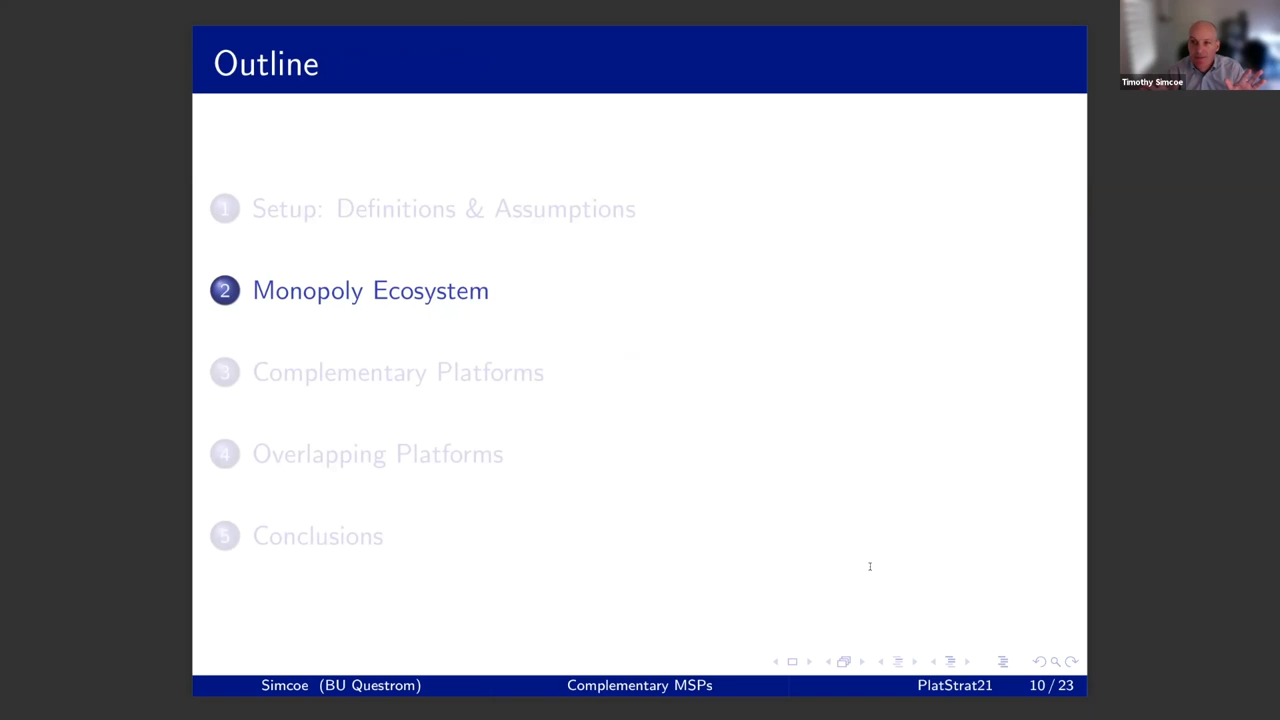 Outline
Timothy Simcoe
1 Setup: Definitions & Assumptions
2 Monopoly Ecosystem
3 Complementary Platforms
4 Overlapping Platforms
5 Conclusions
Simcoe (BU Questrom) Complementary MSPs PlatStrat21 10 / 23